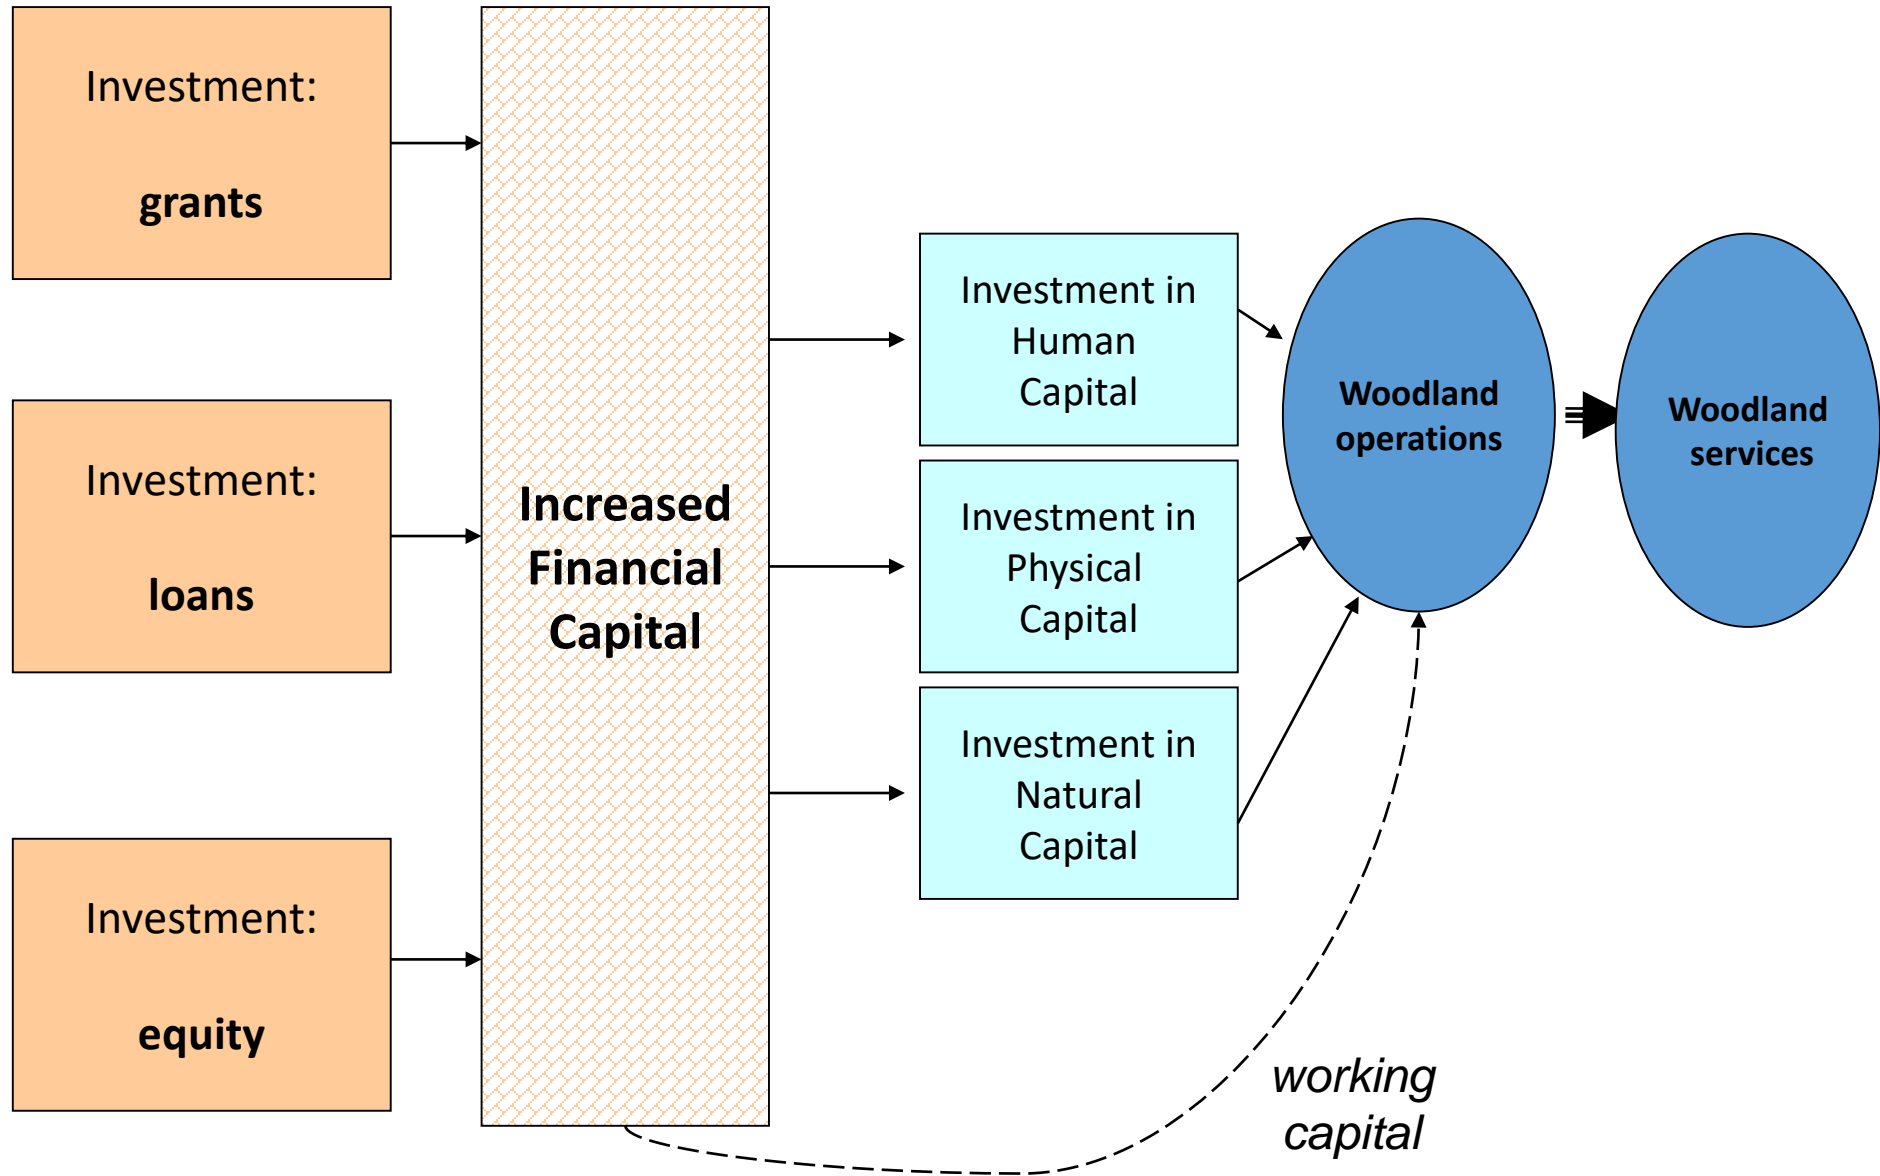 Investment:
grants
Investment:
loans
Investment:
equity
Increased
Financial
Capital
Investment in
Human
Capital
Investment in
Physical
Capital
Investment in
Natural
Capital
Woodland
operations
Woodland
services
working
capital